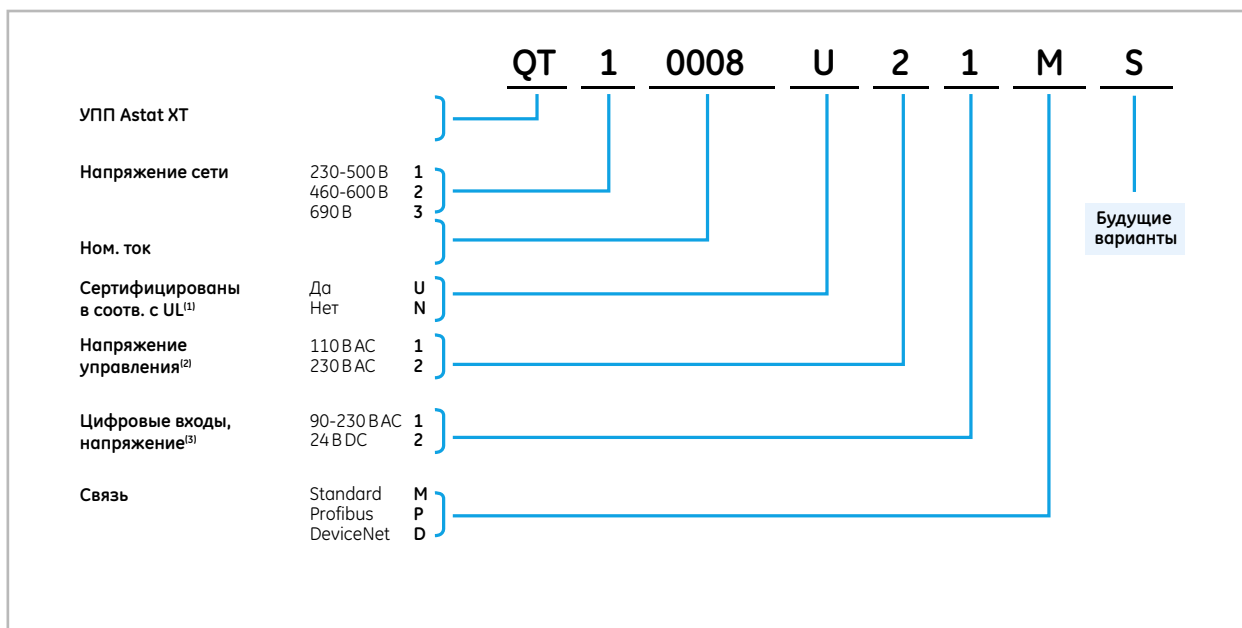 QT 1 0008 U 2 1 M S
УПП Astat XT
Напряжение сети 230-500 В 1
460-600 В 2
690 В 3
Ном. ток
Будущие
варианты
Сертифицированы Да U
в соотв. с UL(1) Нет N
Напряжение 110 В AC 1
управления(2) 230 В AC 2
Цифровые входы, 90-230 В AC 1
напряжение(3) 24 В DC 2
Связь Standard M
Profibus P
DeviceNet D